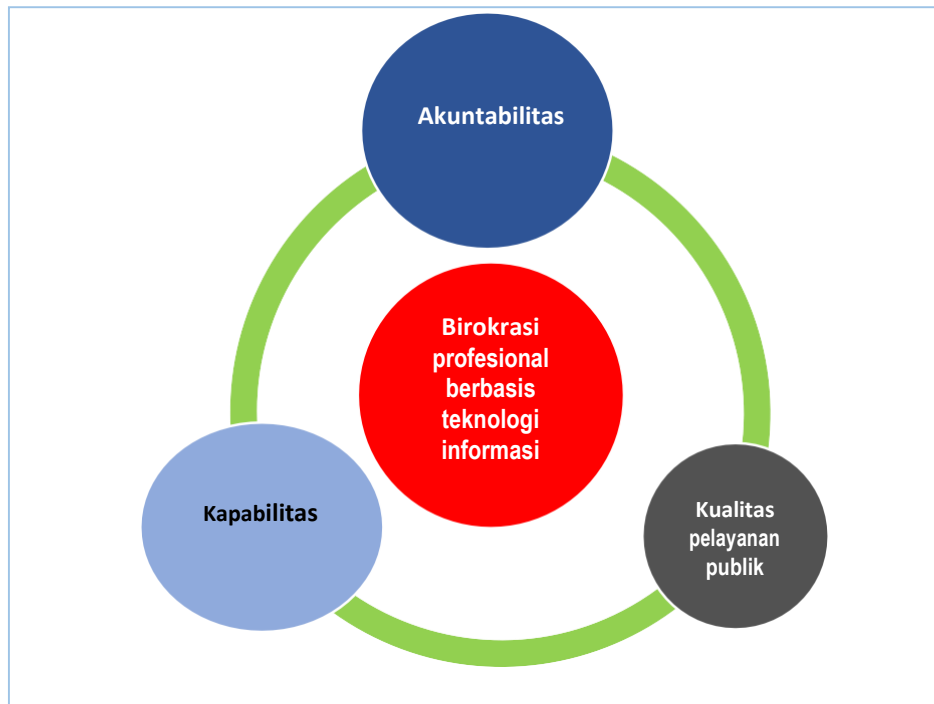 Akuntabilitas
Birokrasi
profesional
berbasis
teknologi
informasi
Kapabilitas
Kualitas
pelayanan
publik